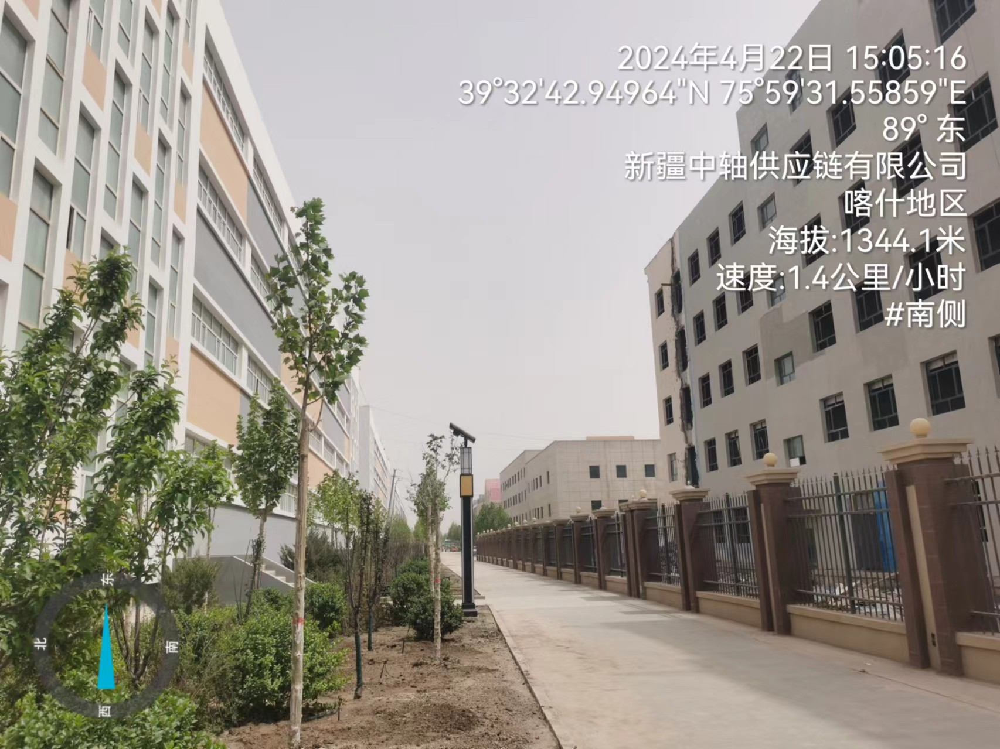 2024年4月22日 15:05:16
39°32'42.94964"N 75°59'31.55859"E
89° 东
新疆中轴供应链有限公司
喀什地区
海拔:1344.1米
速度:1.4公里/小时
#南侧
东
北
南
西